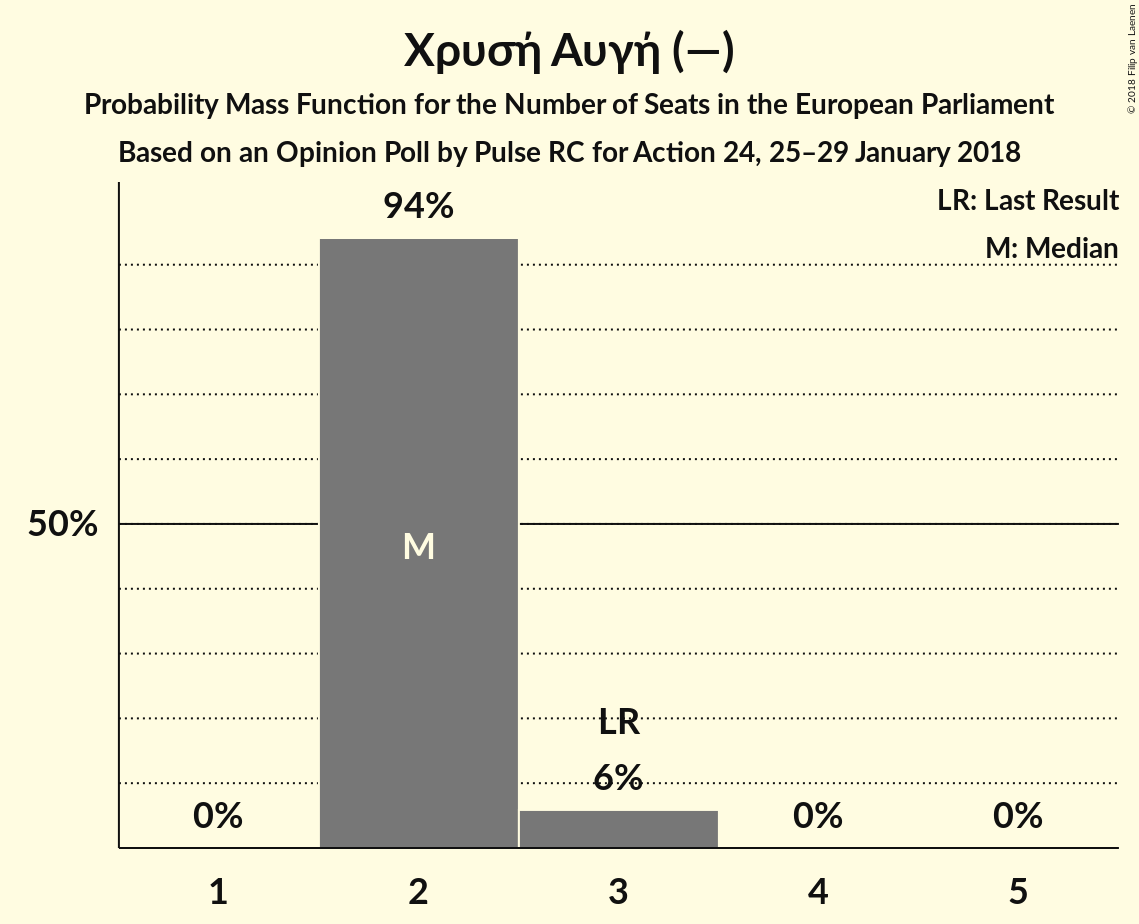 Χρυσή Αυγή (—)
Probability Mass Function for the Number of Seats in the European Parliament
Based on an Opinion Poll by Pulse RC for Action 24, 25–29 January 2018
© 2018 Filip van Laenen
LR: Last Result
M: Median
94%
50%
M
LR
6%
0%
0%
0%
1
2
3
4
5